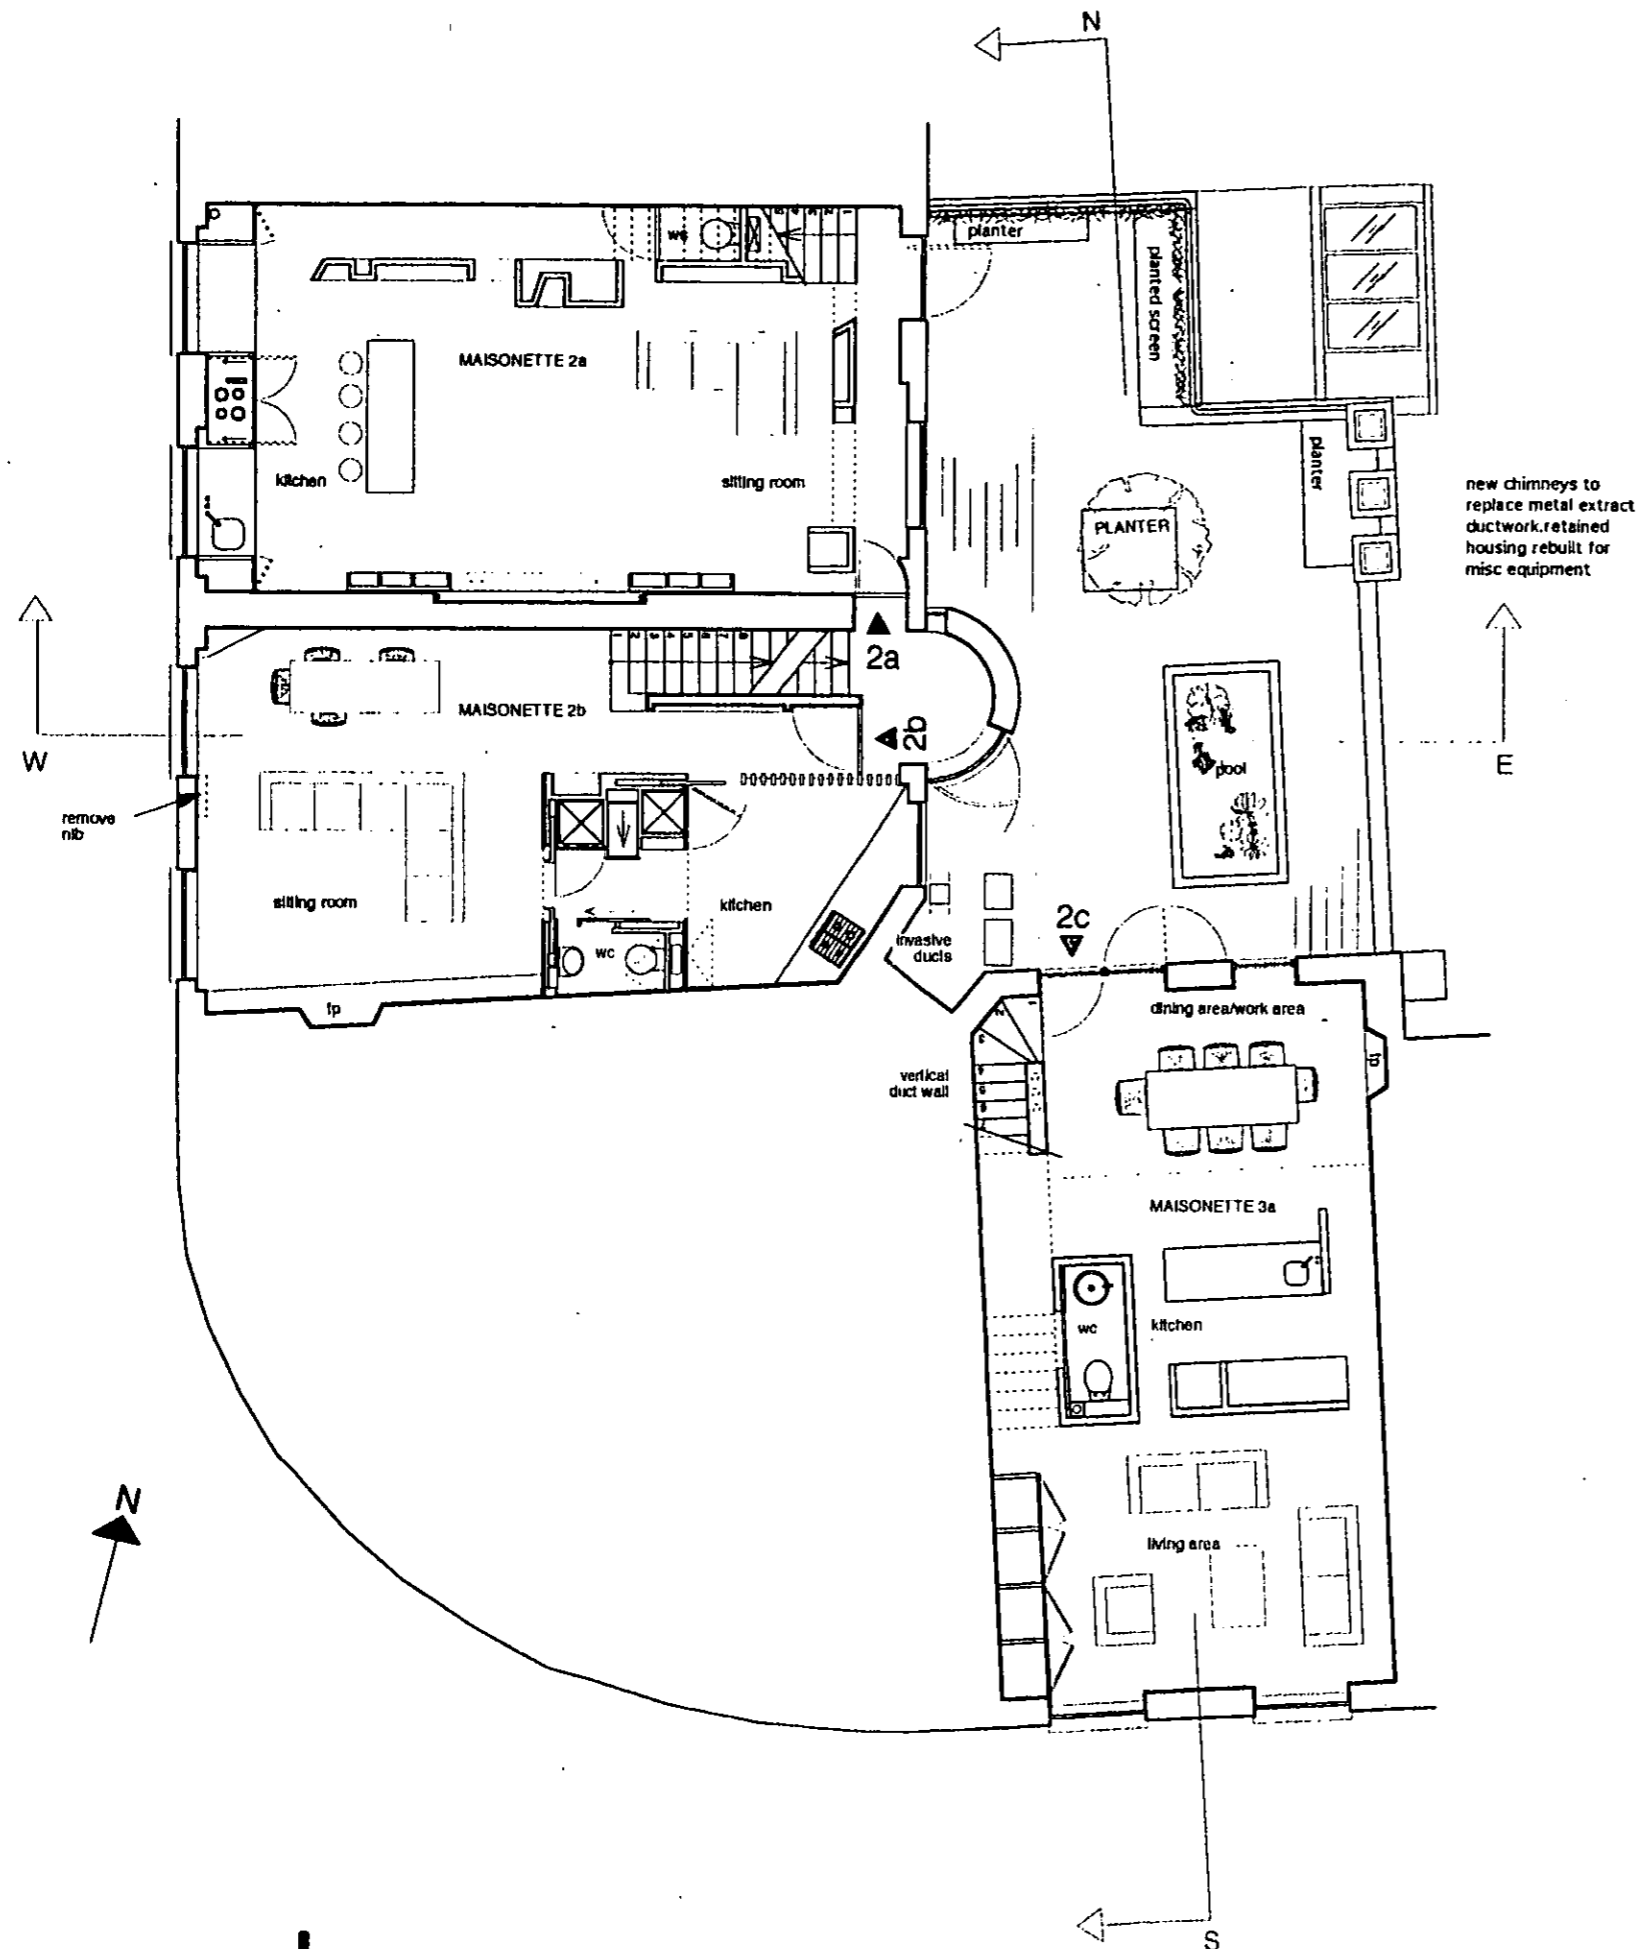 N
planter
wc
planted screen
MAISONETTE 2a
planter
kitchen
sitting room
new chimneys to
replace metal extract
ductwork.retained
housing rebuilt for
misc equipment
PLANTER
2a
MAISONETTE 2b
2b
W
E
pool
remove
nib
sitting room
kitchen
2c
invasive
ducts
wc
fp
dining area/work area
fp
vertical
duct wall
MAISONETTE 3a
wc
kitchen
N
living area
S